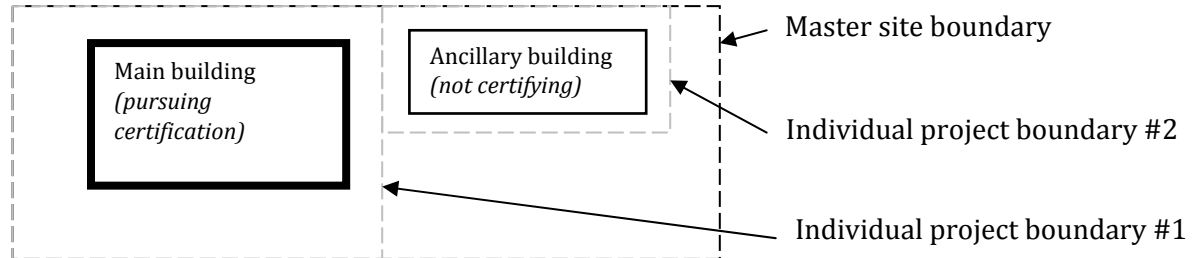 Main building
(pursuing
certification)
Ancillary building
(not certifying)
Master site boundary
Individual project boundary #2
Individual project boundary #1